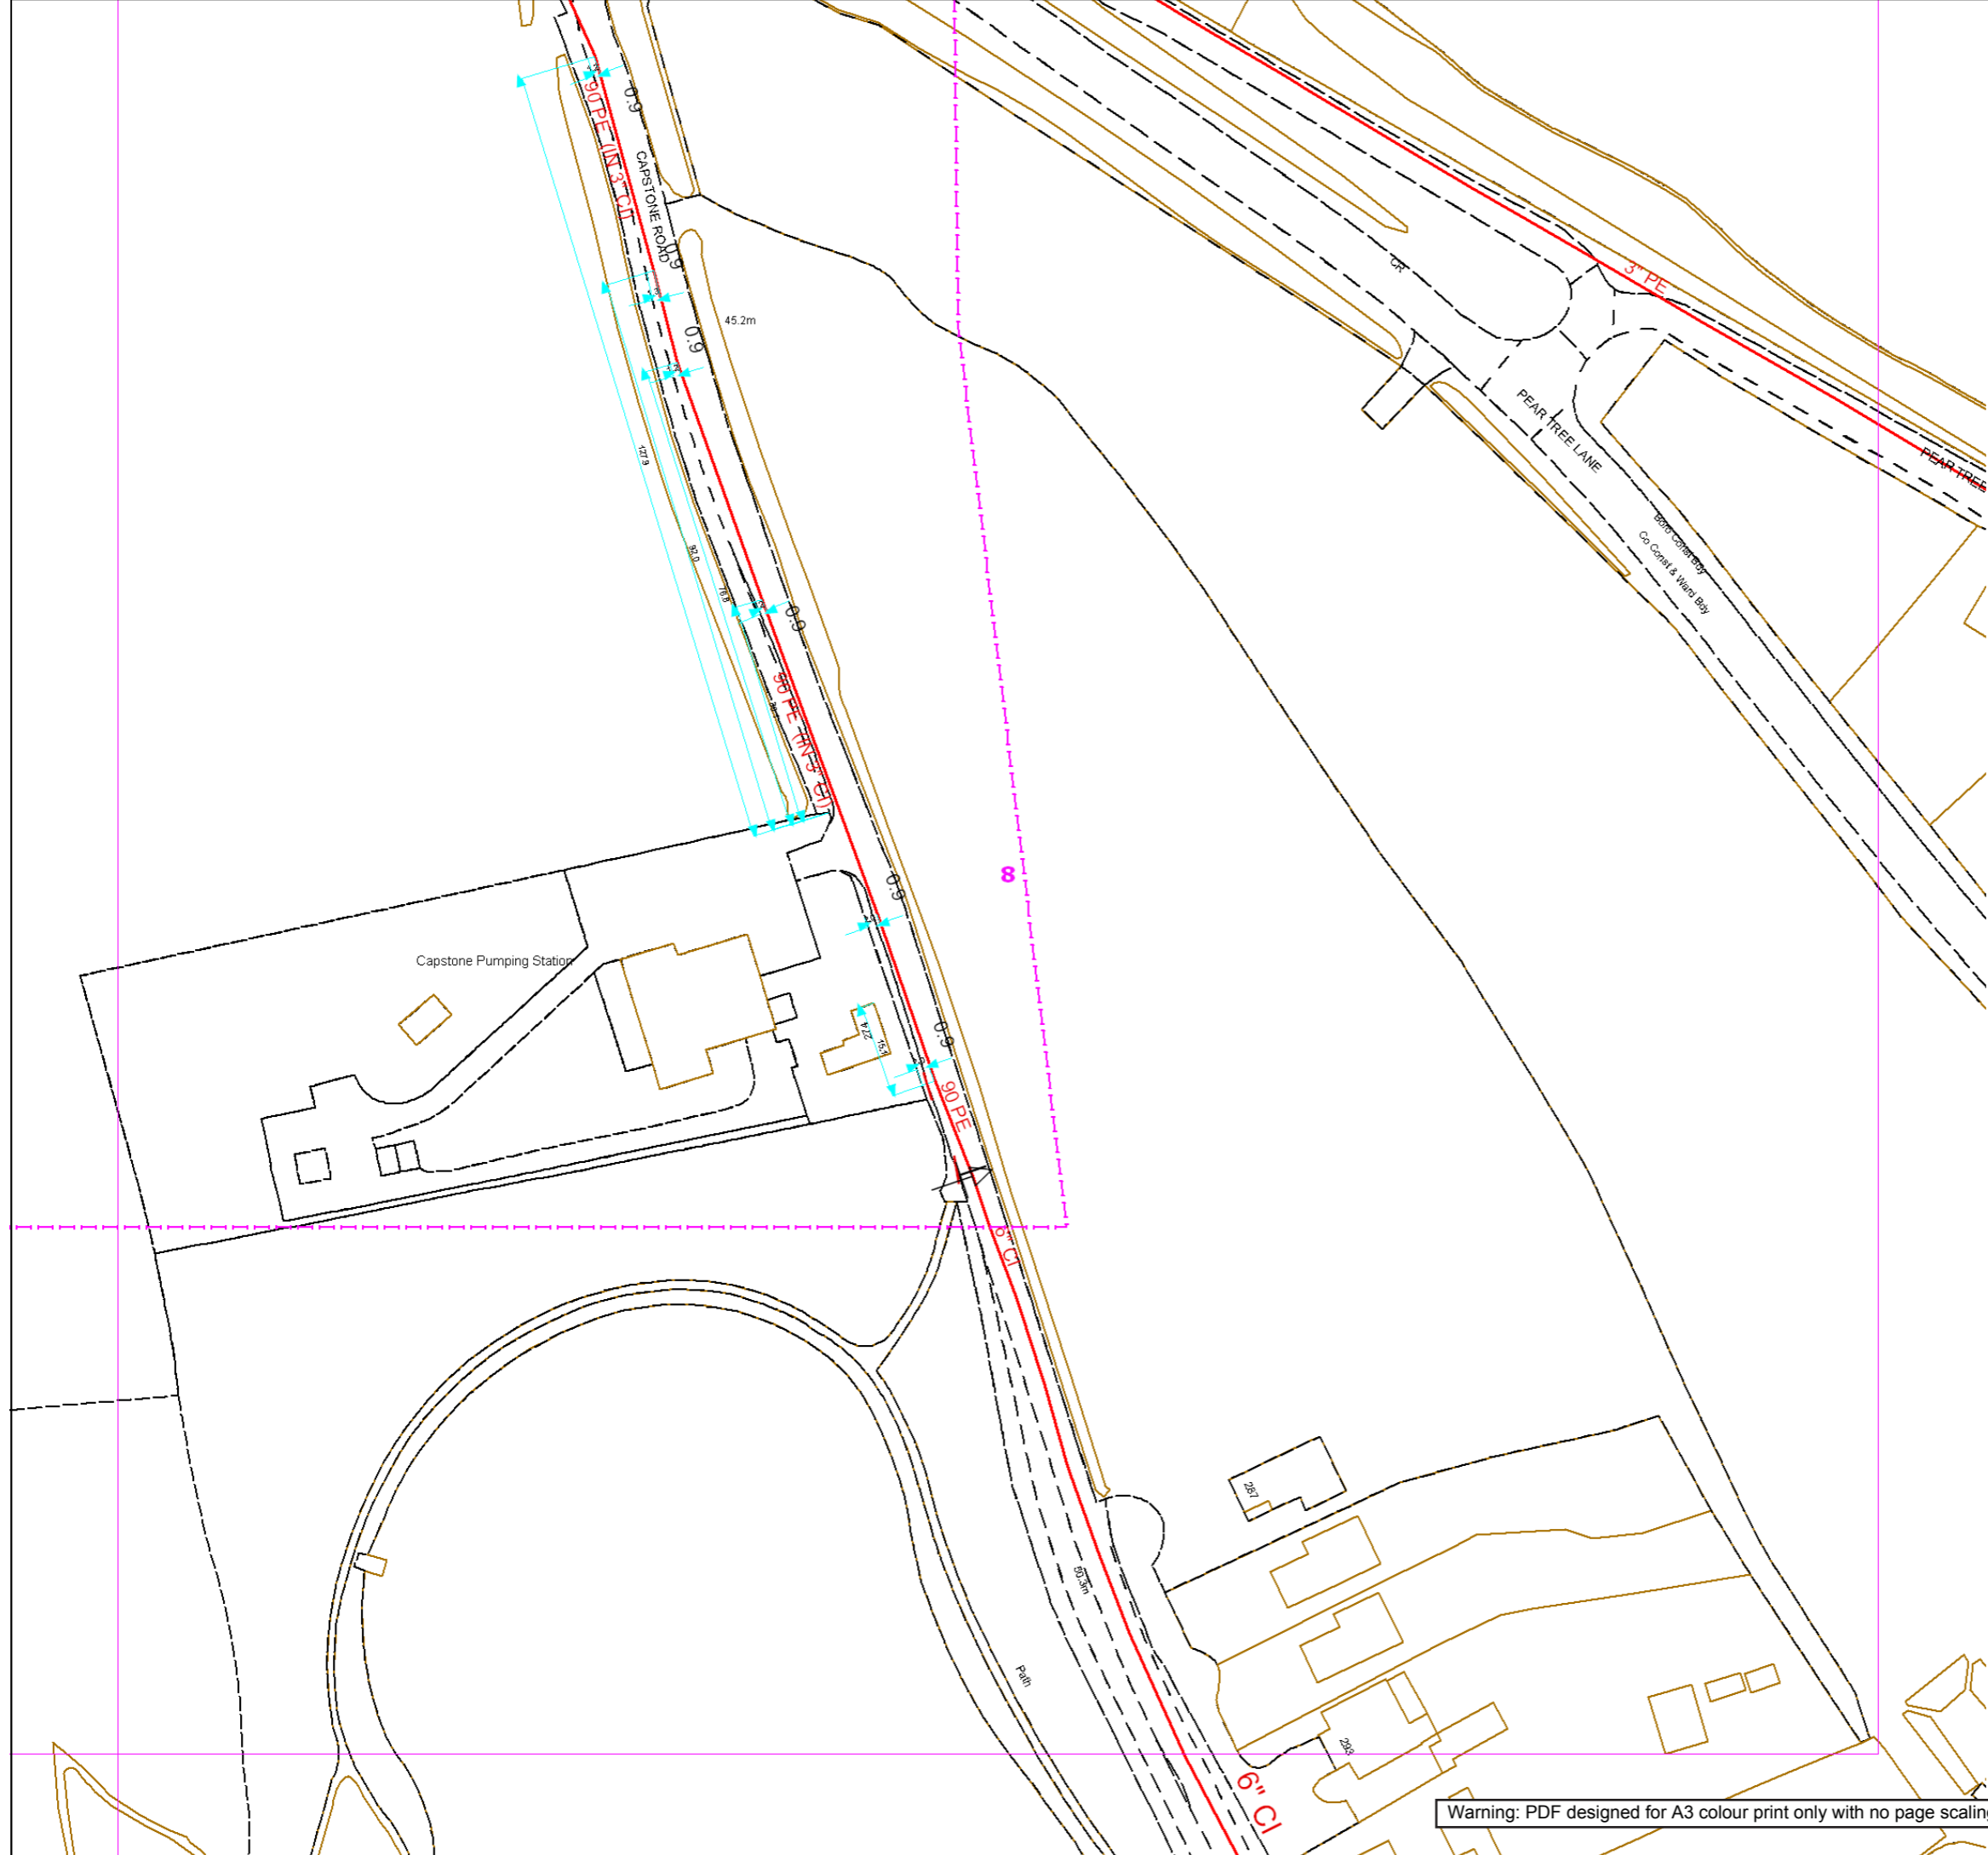 0.9
90 PE (IN 3" CI)
CAPSTONE ROAD
0.9
45.2m
0.9
CR
3" PE
PEAR TREE LANE
PEAR TREE
127.9
Boro Const Bdy
Co Const & Ward Bdy
92.0
76.8
0.9
90 PE (IN 3" CI)
8
0.9
Capstone Pumping Station
27.4
15.1
0.9
90 PE
6" CI
287
50.3m
Path
293
6" CI
Warning: PDF designed for A3 colour print only with no page scaling